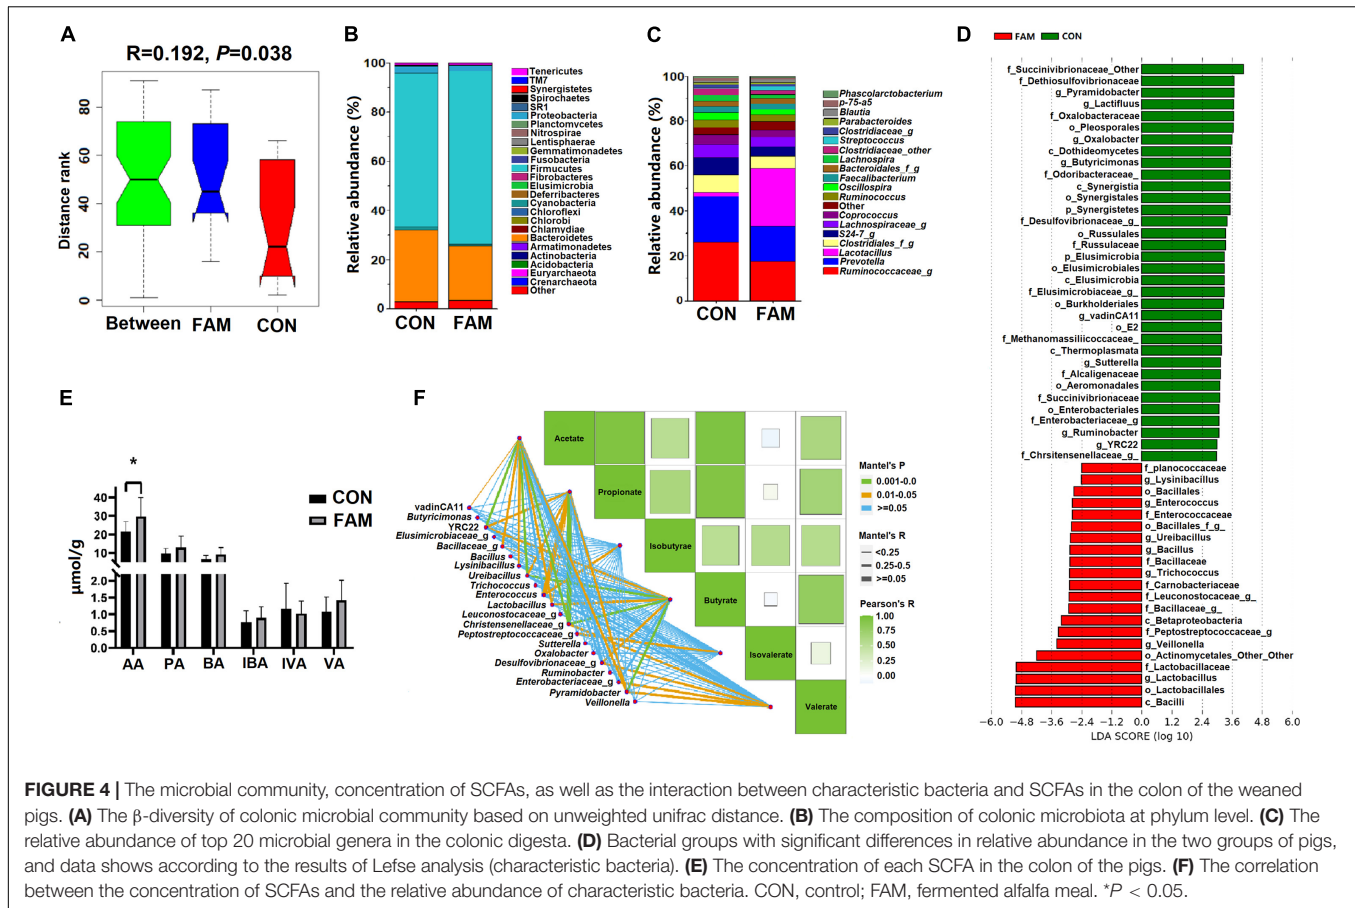 A
R=0.192, P=0.038
Distance rank
80
60
40
20
0
Between
FAM
CON
B
Relative abundance (%)
100
80
60
40
20
0
CON
FAM
Tenericutes
TM7
Synergistetes
Spirochaetes
SR1
Proteobacteria
Planctomycetes
Nitrospirae
Lentisphaerae
Gemmatimonadetes
Fusobacteria
Firmucutes
Fibrobacteres
Elusimicrobia
Deferribacteres
Cyanobacteria
Chloroflexi
Chlorobi
Chlamydiae
Bacteroidetes
Armatimonadetes
Actinobacteria
Acidobacteria
Euryarchaeota
Crenarchaeota
Other
C
Relative abundance (%)
100
80
60
40
20
0
CON
FAM
Phascolarctobacterium
p-75-a5
Blautia
Parabacteroides
Clostridiaceae_g
Streptococcus
Clostridiaceae_other
Lachnospira
Bacteroidales_f_g
Faecalibacterium
Oscillospira
Ruminococcus
Other
Coprococcus
Lachnospiraceae_g
S24-7_g
Clostridiales_f_g
Lacotacillus
Prevotella
Ruminococcaceae_g
D
FAM
CON
f_Succinivibrionaceae_Other
f_Dethiosulfovibrionaceae
g_Pyramidobacter
g_Lactifluus
f_Oxalobacteraceae
o_Pleosporales
g_Oxalobacter
c_Dothideomycetes
g_Butyricimonas
f_Odoribacteraceae_
c_Synergistia
o_Synergistales
p_Synergistetes
f_Desulfovibrionaceae_g
o_Russulales
f_Russulaceae
p_Elusimicrobia
o_Elusimicrobiales
c_Elusimicrobia
f_Elusimicrobiaceae_g_
o_Burkholderiales
g_vadinCA11
o_E2
f_Methanomassiliicoccaceae_
c_Thermoplasmata
g_Sutterella
f_Alcaligenaceae
o_Aeromonadales
f_Succinivibrionaceae
o_Enterobacteriales
f_Enterobacteriaceae_g
g_Ruminobacter
g_YRC22
f_Chrsitensenellaceae_g_
f_planococcaceae
g_Lysinibacillus
o_Bacillales
g_Enterococcus
f_Enterococcaceae
o_Bacillales_f_g_
g_Ureibacillus
g_Bacillus
f_Bacillaceae
g_Trichococcus
f_Carnobacteriaceae
f_Leuconostocaceae_g_
f_Bacillaceae_g_
c_Betaproteobacteria
f_Peptostreptococcaceae_g
g_Veillonella
o_Actinomycetales_Other_Other
f_Lactobacillaceae
g_Lactobacillus
o_Lactobacillales
c_Bacilli
−6.0 −4.8 −3.6 −2.4 −1.2 0.0 1.2 2.4 3.6 4.8 6.0
LDA SCORE (log 10)
E
*
CON
FAM
μmol/g
40
30
20
10
2.0
1.5
1.0
0.5
0.0
AA PA BA IBA IVA VA
F
Acetate
Propionate
Isobutyrae
Butyrate
Isovalerate
Valerate
vadinCA11
Butyricimonas
YRC22
Elusimicrobiaceae_g
Bacillaceae_g
Bacillus
Lysinibacillus
Ureibacillus
Trichococcus
Enterococcus
Lactobacillus
Leuconostocaceae_g
Christensenellaceae_g
Peptostreptococcaceae_g
Sutterella
Oxalobacter
Desulfovibrionaceae_g
Ruminobacter
Enterobacteriaceae_g
Pyramidobacter
Veillonella
Mantel's P
0.001-0.0
0.01-0.05
>=0.05
Mantel's R
<0.25
0.25-0.5
>=0.05
Pearson's R
1.00
0.75
0.50
0.25
0.00
FIGURE 4 | The microbial community, concentration of SCFAs, as well as the interaction between characteristic bacteria and SCFAs in the colon of the weaned
pigs. (A) The β-diversity of colonic microbial community based on unweighted unifrac distance. (B) The composition of colonic microbiota at phylum level. (C) The
relative abundance of top 20 microbial genera in the colonic digesta. (D) Bacterial groups with significant differences in relative abundance in the two groups of pigs,
and data shows according to the results of Lefse analysis (characteristic bacteria). (E) The concentration of each SCFA in the colon of the pigs. (F) The correlation
between the concentration of SCFAs and the relative abundance of characteristic bacteria. CON, control; FAM, fermented alfalfa meal. *P < 0.05.